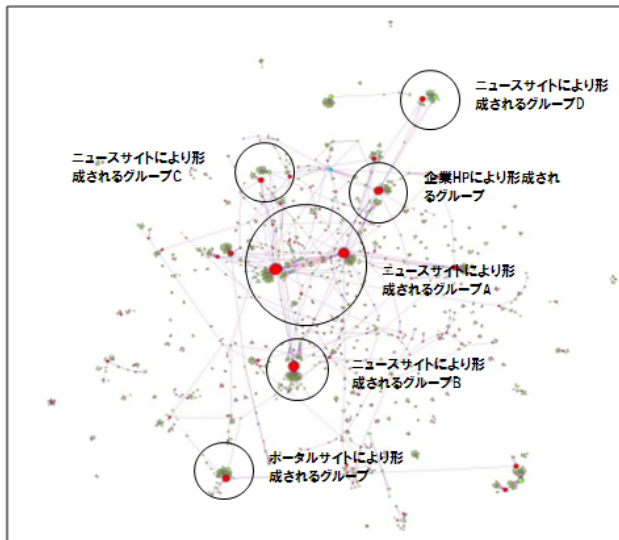 ニュースサイトにより形
成されるグループD
ニュースサイトにより形
成されるグループC
企業HPにより形成され
るグループ
ニュースサイトにより形
成されるグループA
ニュースサイトにより形
成されるグループB
ポータルサイトにより形
成されるグループ